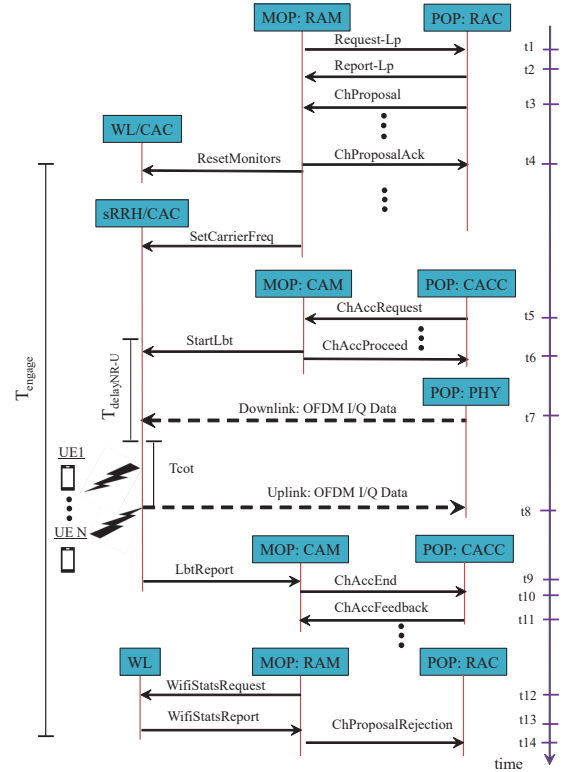 MOP: RAM
POP: RAC
Request-Lp
t1
Report-Lp
t2
ChProposal
t3
WL/CAC
ResetMonitors
ChProposalAck
t4
sRRH/CAC
SetCarrierFreq
MOP: CAM
POP: CACC
ChAccRequest
t5
StartLbt
ChAccProceed
t6
Tengage
TdelayNR-U
POP: PHY
Downlink: OFDM I/Q Data
t7
UE1
Tcot
Uplink: OFDM I/Q Data
t8
UE N
MOP: CAM
POP: CACC
LbtReport
t9
ChAccEnd
t10
ChAccFeedback
t11
WL
MOP: RAM
POP: RAC
WifiStatsRequest
t12
WifiStatsReport
ChProposalRejection
t13
t14
time